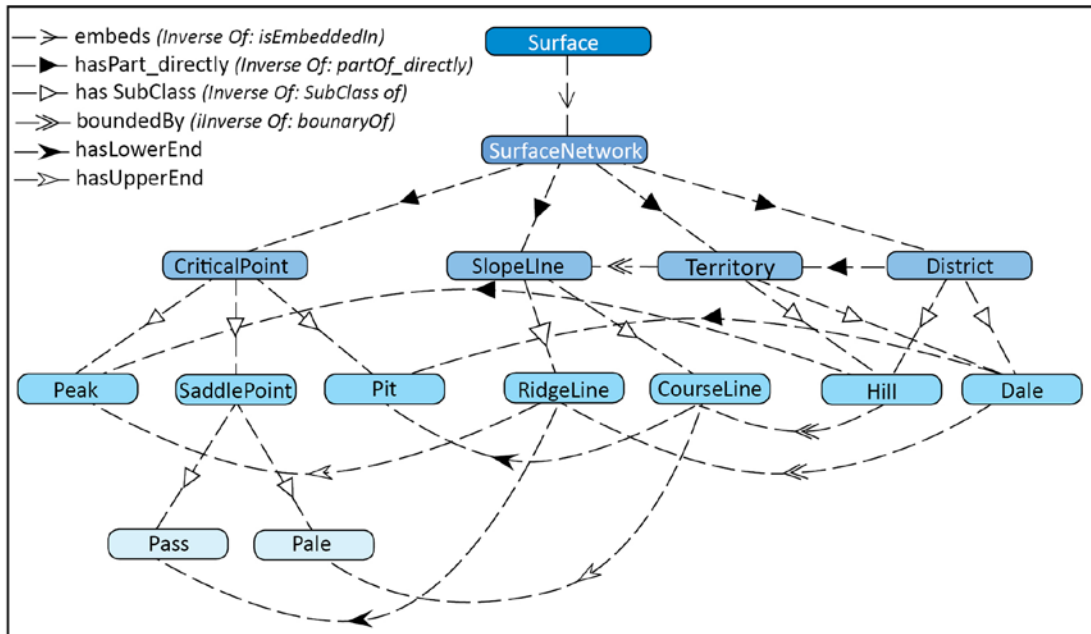 embeds (Inverse Of: isEmbeddedIn)
hasPart_directly (Inverse Of: partOf_directly)
has SubClass (Inverse Of: SubClass of)
boundedBy (iInverse Of: bounaryOf)
hasLowerEnd
hasUpperEnd
Surface
SurfaceNetwork
CriticalPoint
SlopeLIne
Territory
District
Peak
SaddlePoint
Pit
RidgeLine
CourseLine
Hill
Dale
Pass
Pale